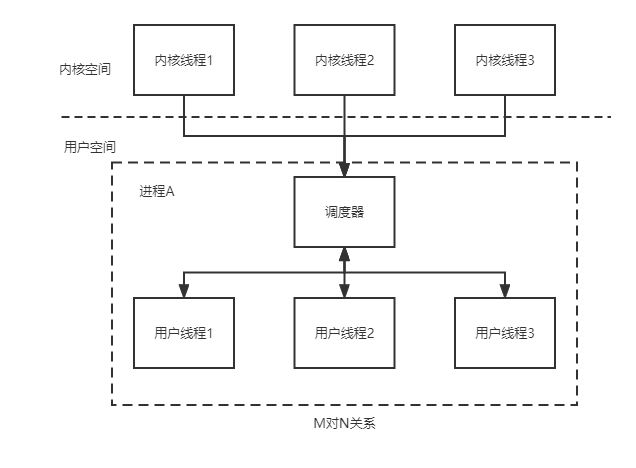 内核线程1
内核线程2
内核线程3
内核空间
用户空间
进程A
调度器
用户线程1
用户线程2
用户线程3
M对N关系